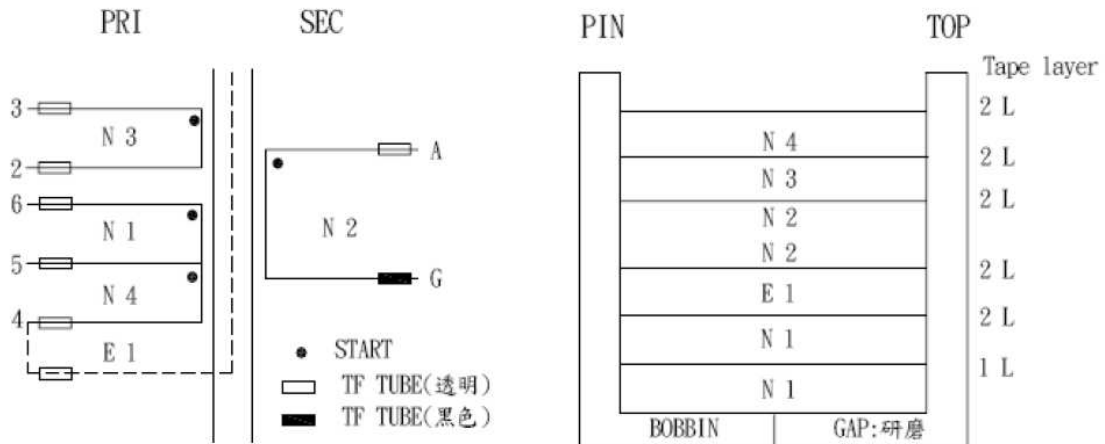 PRI
SEC
3
N 3
2
6
N 1
5
N 4
4
E 1
A
N 2
G
START
TF TUBE(透明)
TF TUBE(黑色)
PIN
TOP
Tape layer
2 L
N 4
2 L
N 3
2 L
N 2
N 2
2 L
E 1
2 L
N 1
1 L
N 1
BOBBIN
GAP:研磨